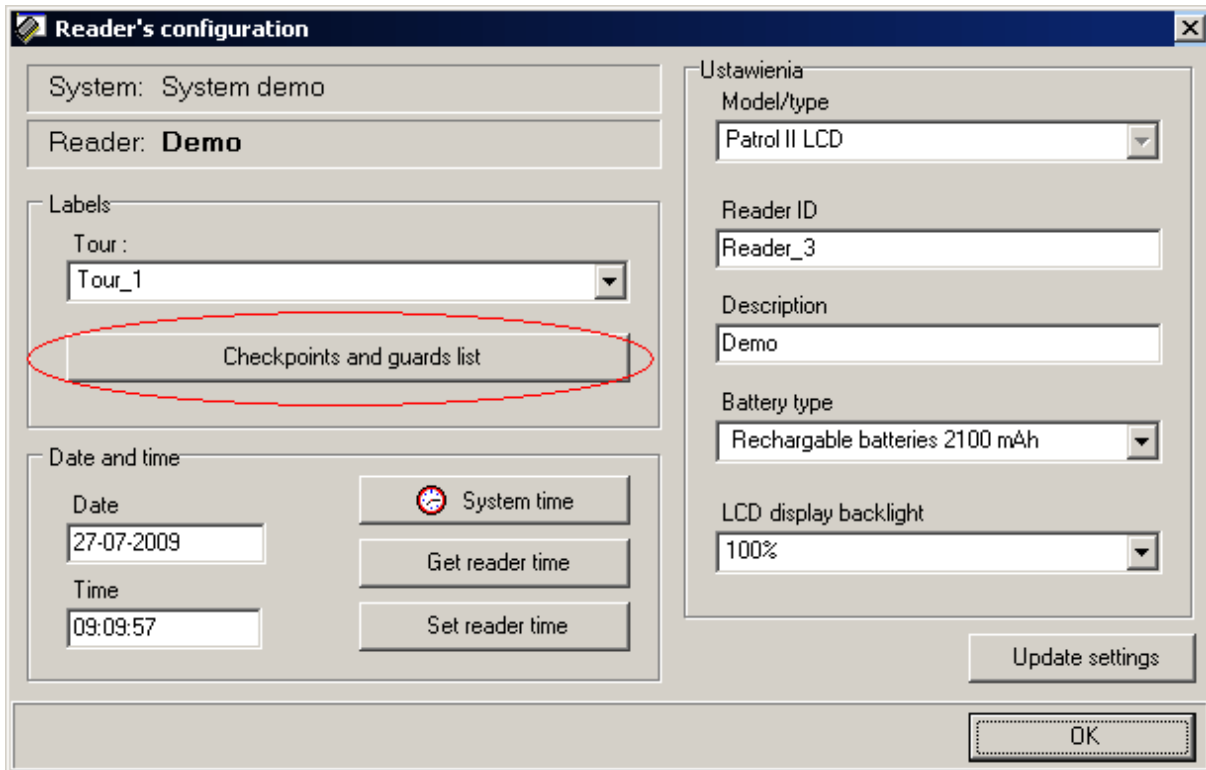 Reader's configuration
System: System demo
Reader: Demo
Labels
Tour :
Tour_1
Checkpoints and guards list
Date and time
Date
27-07-2009
Time
09:09:57
System time
Get reader time
Set reader time
Ustawienia
Model/type
Patrol II LCD
Reader ID
Reader_3
Description
Demo
Battery type
Rechargable batteries 2100 mAh
LCD display backlight
100%
Update settings
OK